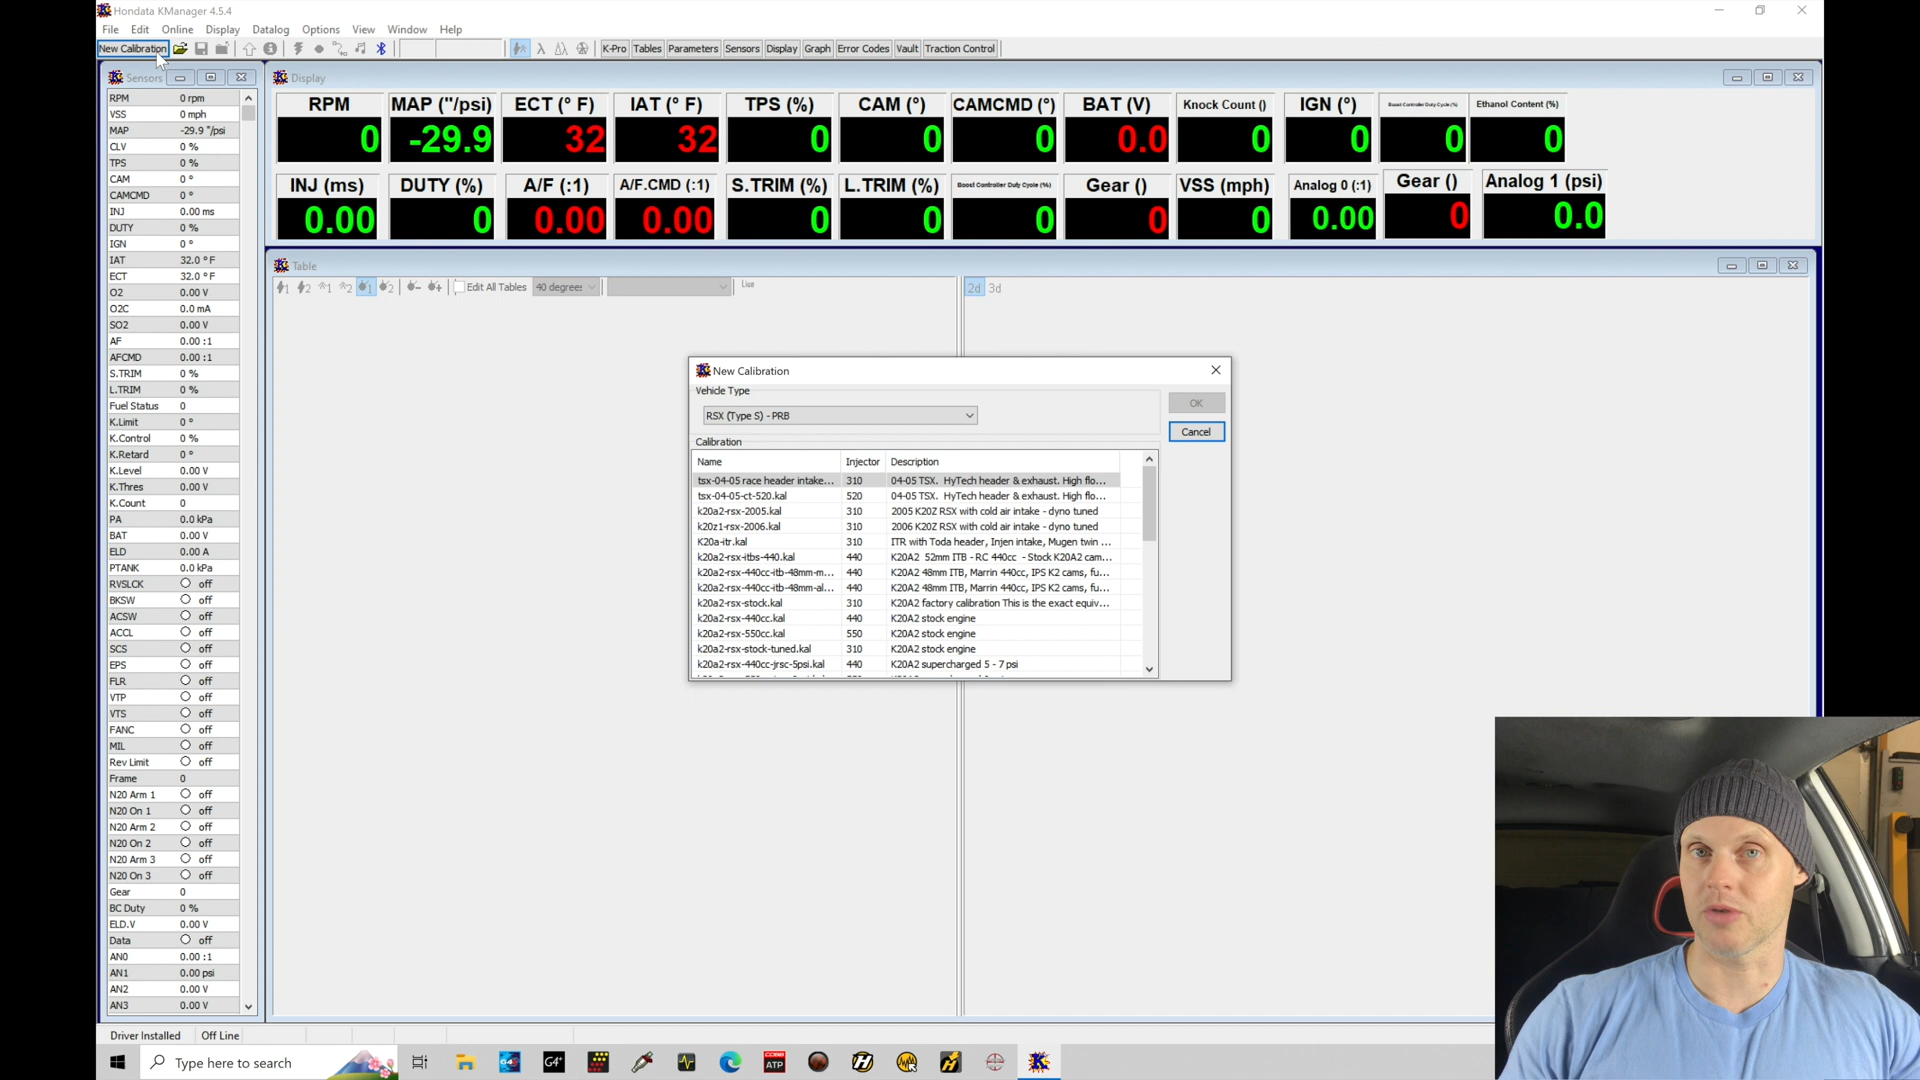 Hondata KManager 4.5.4
File Edit Online Display Datalog Options View Window Help
New Calibration K-Pro Tables Parameters Sensors Display Graph Error Codes Vault Traction Control
Sensors
RPM 0 rpm
VSS 0 mph
MAP -29.9 "/psi
CLV 0 %
TPS 0 %
CAM 0 °
CAMCMD 0 °
INJ 0.00 ms
DUTY 0 %
IGN 0 °
IAT 32.0 °F
ECT 32.0 °F
O2 0.00 V
O2C 0.0 mA
SO2 0.00 V
AF 0.00 :1
AFCMD 0.00 :1
S.TRIM 0 %
L.TRIM 0 %
Fuel Status 0
K.Limit 0 °
K.Control 0 %
K.Retard 0 °
K.Level 0.00 V
K.Thres 0.00 V
K.Count 0
PA 0.0 kPa
BAT 0.00 V
ELD 0.00 A
PTANK 0.0 kPa
RVSLCK off
BKSW off
ACSW off
ACCL off
SCS off
EPS off
FLR off
VTP off
VTS off
FANC off
MIL off
Rev Limit off
Frame 0
N2O Arm 1 off
N2O On 1 off
N2O Arm 2 off
N2O On 2 off
N2O Arm 3 off
N2O On 3 off
Gear 0
BC Duty 0 %
ELD.V 0.00 V
Data off
AN0 0.00 :1
AN1 0.00 psi
AN2 0.00 V
AN3 0.00 V
Display
RPM MAP ("/psi) ECT (° F) IAT (° F) TPS (%) CAM (°) CAMCMD (°) BAT (V) Knock Count () IGN (°) Boost Controller Duty Cycle (%) Ethanol Content (%)
0 -29.9 32 32 0 0 0 0.0 0 0 0 0
INJ (ms) DUTY (%) A/F (:1) A/F.CMD (:1) S.TRIM (%) L.TRIM (%) Boost Controller Duty Cycle (%) Gear () VSS (mph) Analog 0 (:1) Gear () Analog 1 (psi)
0.00 0 0.00 0.00 0 0 0 0 0 0.00 0 0.0
Table
1 2 1 2 1 2 Edit All Tables 40 degrees Live 2d 3d
New Calibration
Vehicle Type
RSX (Type S) - PRB
OK
Cancel
Calibration
Name Injector Description
tsx-04-05 race header intake... 310 04-05 TSX. HyTech header & exhaust. High flo...
tsx-04-05-ct-520.kal 520 04-05 TSX. HyTech header & exhaust. High flo...
k20a2-rsx-2005.kal 310 2005 K20Z RSX with cold air intake - dyno tuned
k20z1-rsx-2006.kal 310 2006 K20Z RSX with cold air intake - dyno tuned
K20a-itr.kal 310 ITR with Toda header, Injen intake, Mugen twin ...
k20a2-rsx-itbs-440.kal 440 K20A2 52mm ITB - RC 440cc - Stock K20A2 cam...
k20a2-rsx-440cc-itb-48mm-m... 440 K20A2 48mm ITB, Marrin 440cc, IPS K2 cams, fu...
k20a2-rsx-440cc-itb-48mm-al... 440 K20A2 48mm ITB, Marrin 440cc, IPS K2 cams, fu...
k20a2-rsx-stock.kal 310 K20A2 factory calibration This is the exact equiv...
k20a2-rsx-440cc.kal 440 K20A2 stock engine
k20a2-rsx-550cc.kal 550 K20A2 stock engine
k20a2-rsx-stock-tuned.kal 310 K20A2 stock engine
k20a2-rsx-440cc-jrsc-5psi.kal 440 K20A2 supercharged 5 - 7 psi
Driver Installed Off Line
Type here to search G4+ COBB ATP